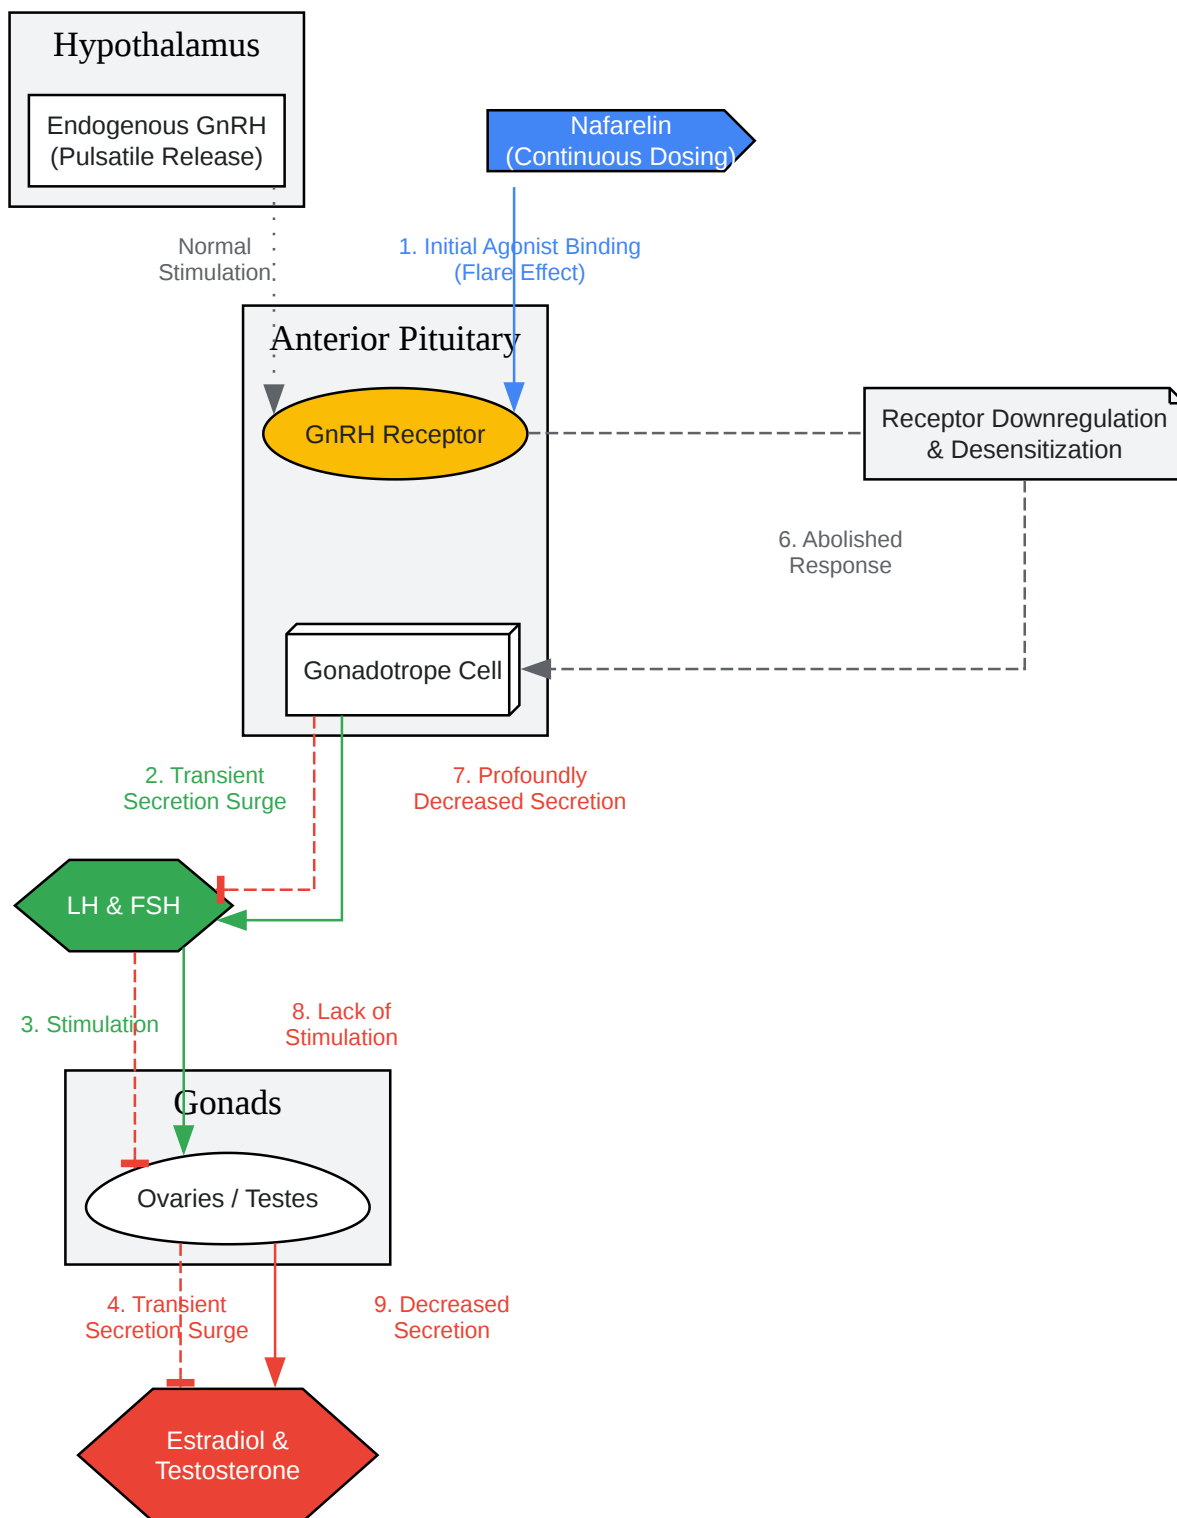 Hypothalamus
Endogenous GnRH
(Pulsatile Release)
Nafarelin
(Continuous Dosing)
Normal
Stimulation
1. Initial Agonist Binding
(Flare Effect)
Anterior Pituitary
GnRH Receptor
Receptor Downregulation
& Desensitization
6. Abolished
Response
Gonadotrope Cell
2. Transient
Secretion Surge
7. Profoundly
Decreased Secretion
LH & FSH
3. Stimulation
8. Lack of
Stimulation
Gonads
Ovaries / Testes
4. Transient
Secretion Surge
9. Decreased
Secretion
Estradiol &
Testosterone